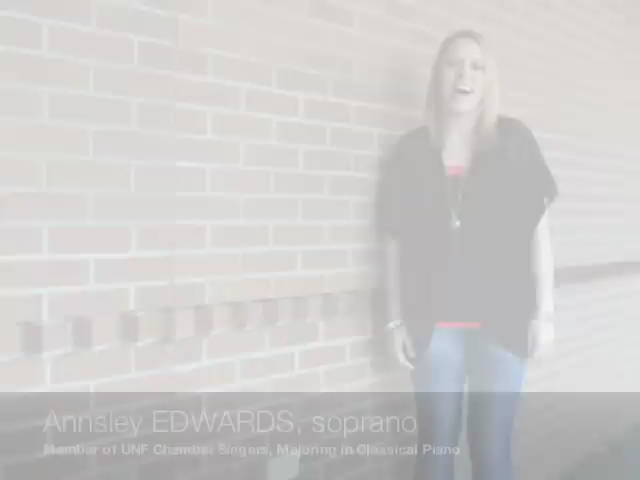 Annsley EDWARDS, soprano
Member of UNF Chamber Singers, Majoring in Classical Piano